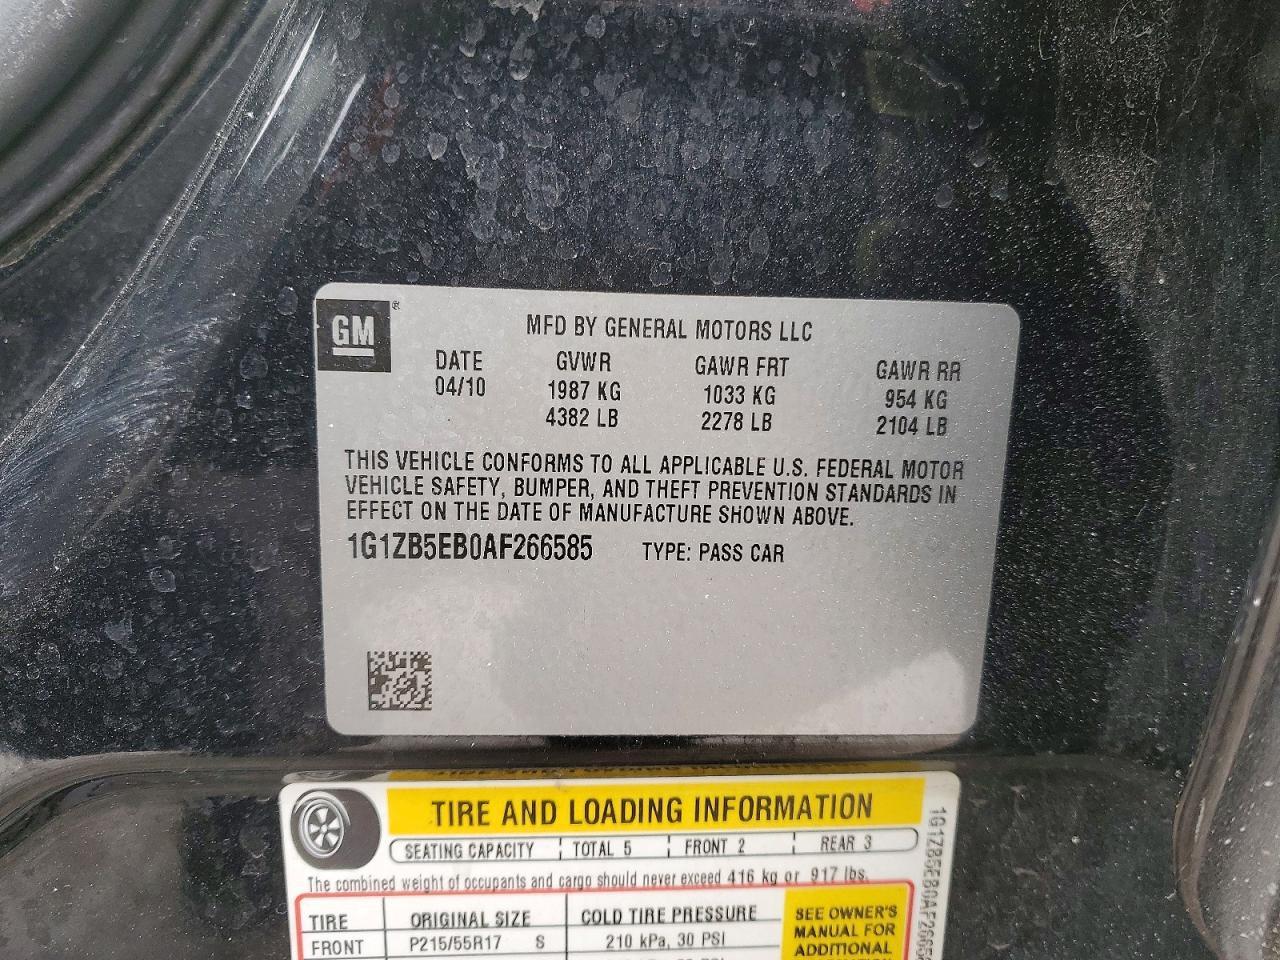 GM ®
MFD BY GENERAL MOTORS LLC
DATE GVWR GAWR FRT GAWR RR
04/10 1987 KG 1033 KG 954 KG
4382 LB 2278 LB 2104 LB
THIS VEHICLE CONFORMS TO ALL APPLICABLE U.S. FEDERAL MOTOR
VEHICLE SAFETY, BUMPER, AND THEFT PREVENTION STANDARDS IN
EFFECT ON THE DATE OF MANUFACTURE SHOWN ABOVE.
1G1ZB5EB0AF266585 TYPE: PASS CAR
TIRE AND LOADING INFORMATION
SEATING CAPACITY TOTAL 5 FRONT 2 REAR 3
The combined weight of occupants and cargo should never exceed 416 kg or 917 lbs.
TIRE ORIGINAL SIZE COLD TIRE PRESSURE
FRONT P215/55R17 S 210 kPa, 30 PSI
SEE OWNER'S
MANUAL FOR
ADDITIONAL